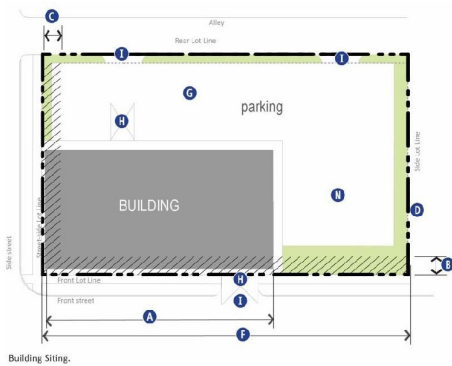 Alley
C
Rear Lot Line
I
I
G
parking
H
Side Lot Line
BUILDING
N
D
Street side Lot Line
Side street
B
Front Lot Line
H
Front street
I
A
F
Building Siting.